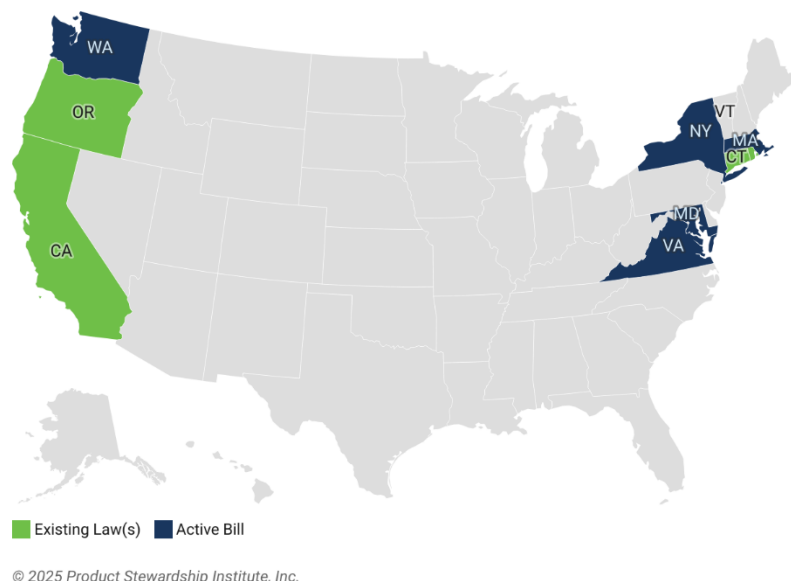 WA
OR
CA
VT
NY
MA
CT
MD
VA
Existing Law(s) Active Bill
© 2025 Product Stewardship Institute, Inc.